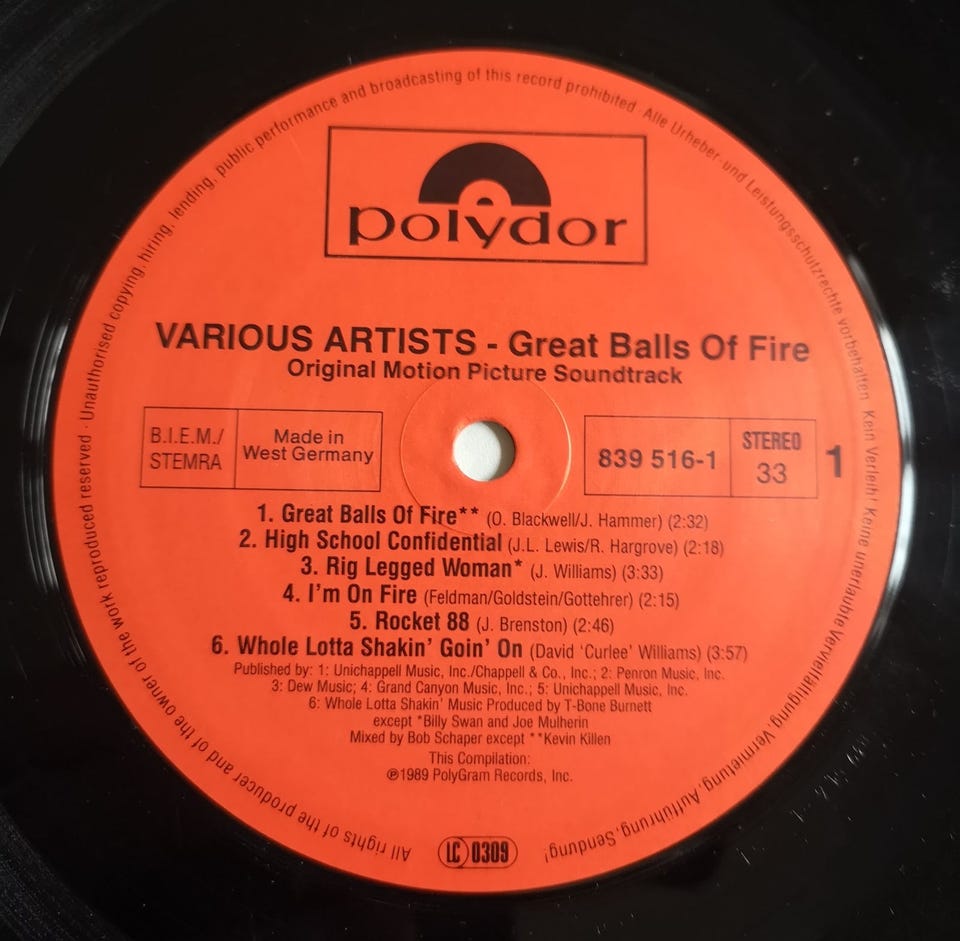 All rights of the producer and of the owner of the work reproduced reserved · Unauthorised copying, hiring, lending, public performance and broadcasting of this record prohibited · Alle Urheber- und Leistungsschutzrechte vorbehalten. Kein Verleih! Keine unerlaubte Vervielfältigung, Vermietung, Aufführung, Sendung!
polydor
VARIOUS ARTISTS - Great Balls Of Fire
Original Motion Picture Soundtrack
B.I.E.M./
STEMRA
Made in
West Germany
839 516-1
STEREO
33
1
1. Great Balls Of Fire** (O. Blackwell/J. Hammer) (2:32)
2. High School Confidential (J.L. Lewis/R. Hargrove) (2:18)
3. Rig Legged Woman* (J. Williams) (3:33)
4. I'm On Fire (Feldman/Goldstein/Gottehrer) (2:15)
5. Rocket 88 (J. Brenston) (2:46)
6. Whole Lotta Shakin' Goin' On (David 'Curlee' Williams) (3:57)
Published by: 1: Unichappell Music, Inc./Chappell & Co., Inc.; 2: Penron Music, Inc.
3: Dew Music; 4: Grand Canyon Music, Inc.; 5: Unichappell Music, Inc.
6: Whole Lotta Shakin' Music Produced by T-Bone Burnett
except *Billy Swan and Joe Mulherin
Mixed by Bob Schaper except **Kevin Killen
This Compilation:
℗1989 PolyGram Records, Inc.
LC 0309